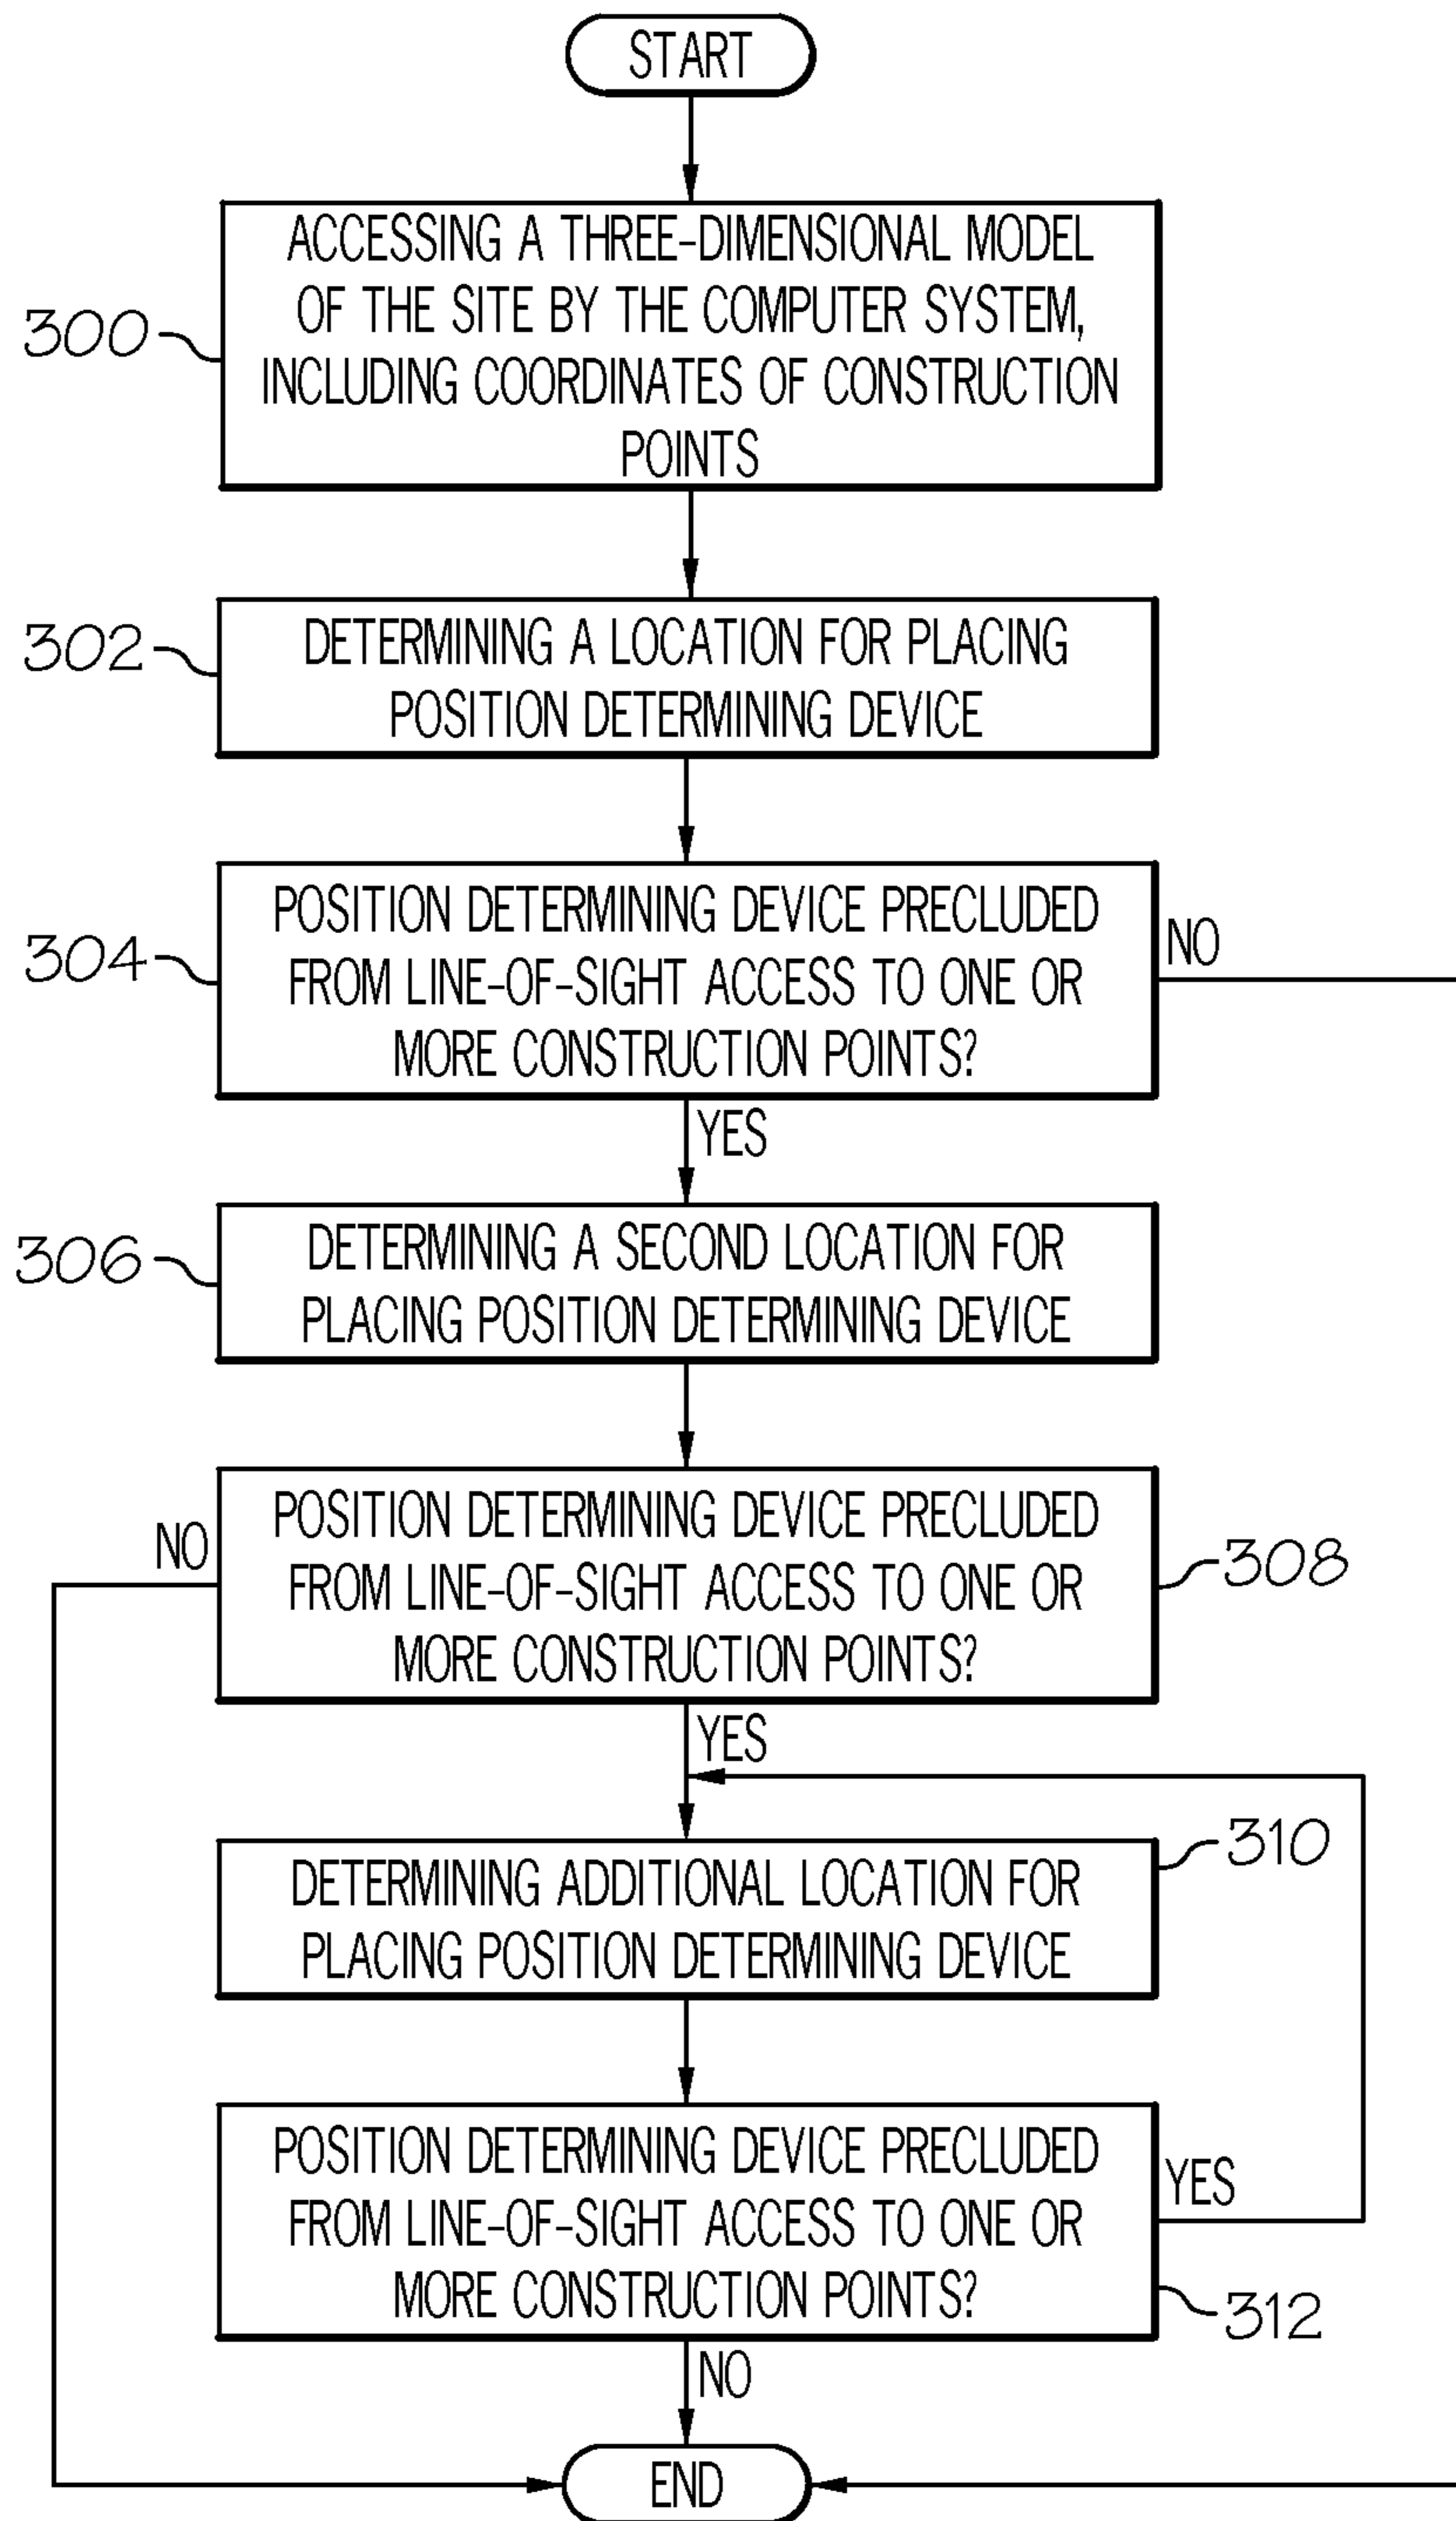 START
ACCESSING A THREE-DIMENSIONAL MODEL
OF THE SITE BY THE COMPUTER SYSTEM,
INCLUDING COORDINATES OF CONSTRUCTION
POINTS
300
DETERMINING A LOCATION FOR PLACING
POSITION DETERMINING DEVICE
302
POSITION DETERMINING DEVICE PRECLUDED
FROM LINE-OF-SIGHT ACCESS TO ONE OR
MORE CONSTRUCTION POINTS?
304
NO
YES
DETERMINING A SECOND LOCATION FOR
PLACING POSITION DETERMINING DEVICE
306
POSITION DETERMINING DEVICE PRECLUDED
FROM LINE-OF-SIGHT ACCESS TO ONE OR
MORE CONSTRUCTION POINTS?
NO
308
YES
DETERMINING ADDITIONAL LOCATION FOR
PLACING POSITION DETERMINING DEVICE
310
POSITION DETERMINING DEVICE PRECLUDED
FROM LINE-OF-SIGHT ACCESS TO ONE OR
MORE CONSTRUCTION POINTS?
YES
312
NO
END